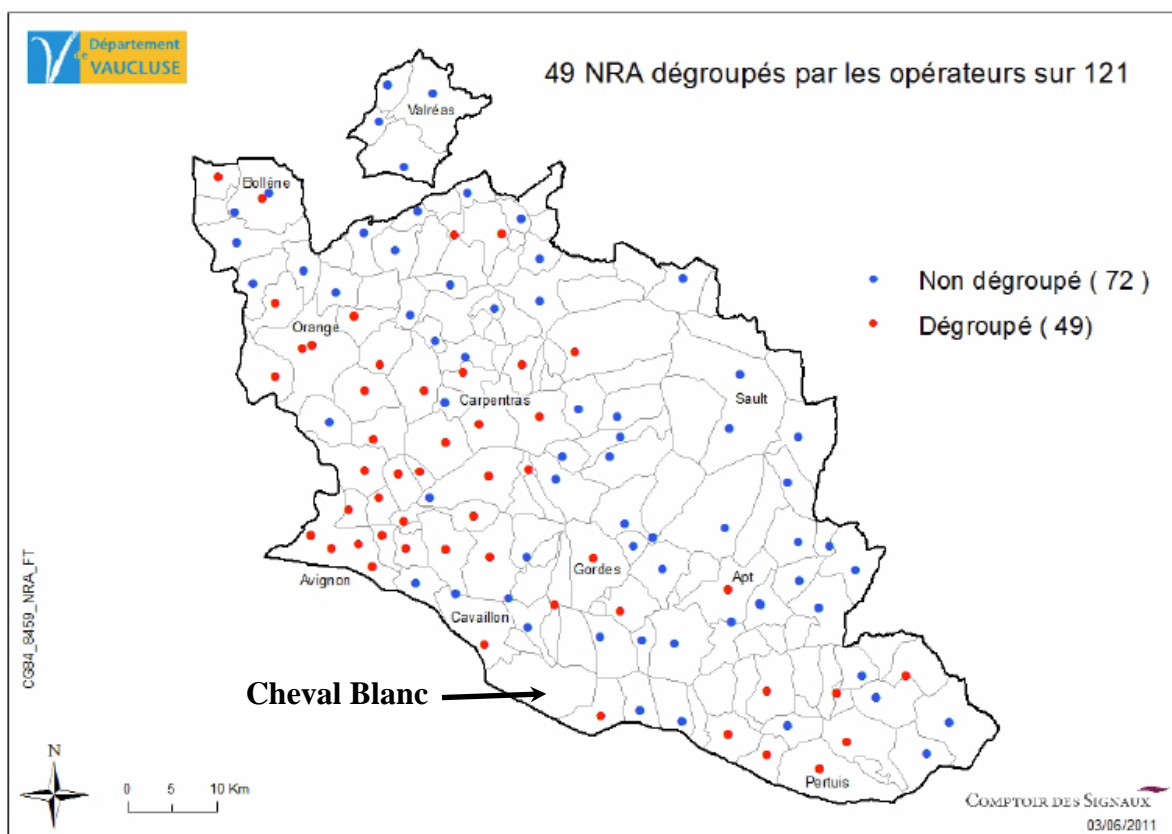 Département
de VAUCLUSE
49 NRA dégroupés par les opérateurs sur 121
Valréas
Bollène
Non dégroupé ( 72 )
Dégroupé ( 49)
Orange
Carpentras
Sault
Gordes
Apt
Avignon
Cavaillon
Cheval Blanc
Pertuis
CG84_8459_NRA_FT
N
0 5 10 Km
COMPTOIR DES SIGNAUX
03/06/2011